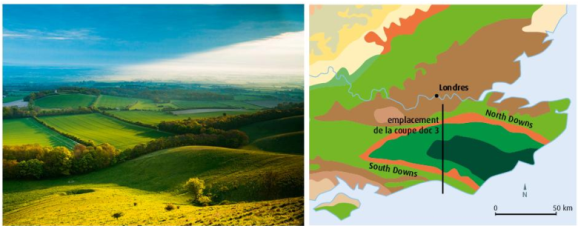 Londres
emplacement
de la coupe doc 3
North Downs
South Downs
N
0 50 km